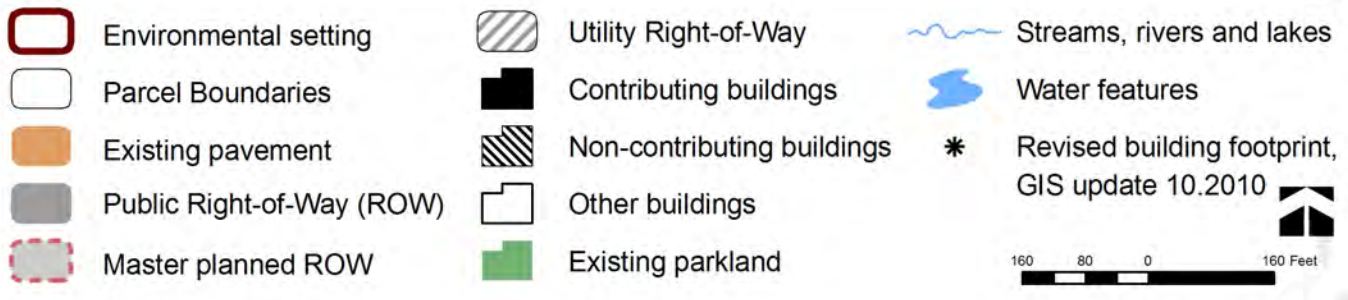 Environmental setting
Parcel Boundaries
Existing pavement
Public Right-of-Way (ROW)
Master planned ROW
Utility Right-of-Way
Contributing buildings
Non-contributing buildings
Other buildings
Existing parkland
Streams, rivers and lakes
Water features
Revised building footprint,
GIS update 10.2010
160 80 0 160 Feet